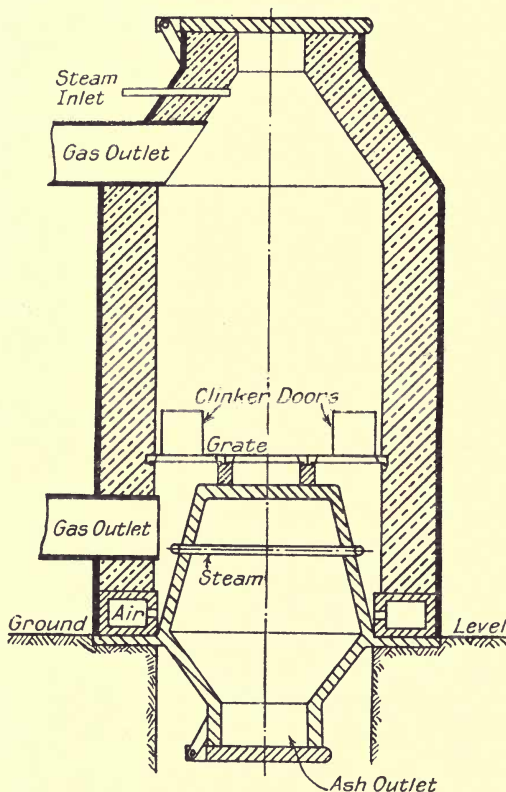 Steam
Inlet
Gas Outlet
Clinker Doors
Grate
Gas Outlet
Steam
Air
Ground
Level
Ash Outlet